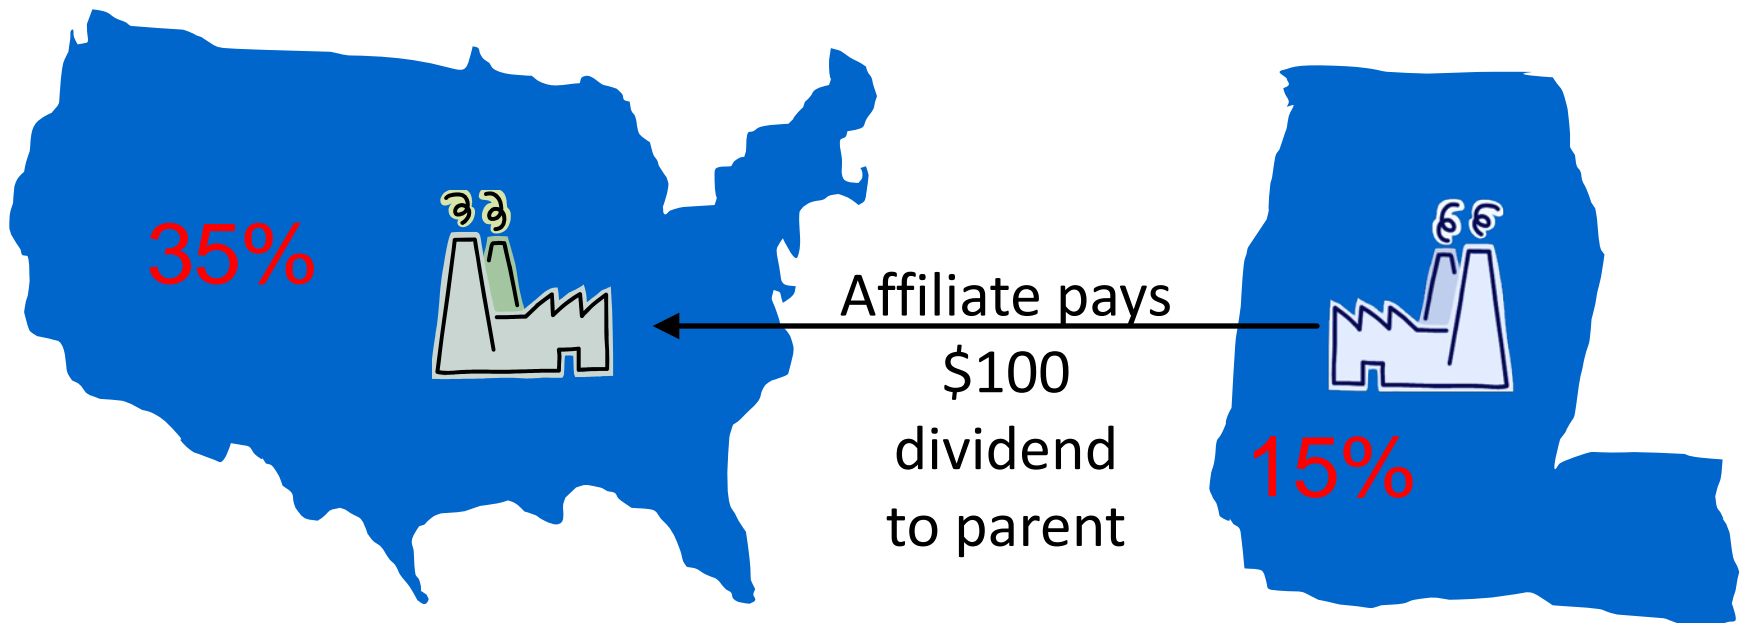 35%
Affiliate pays
$100
dividend
to parent
15%